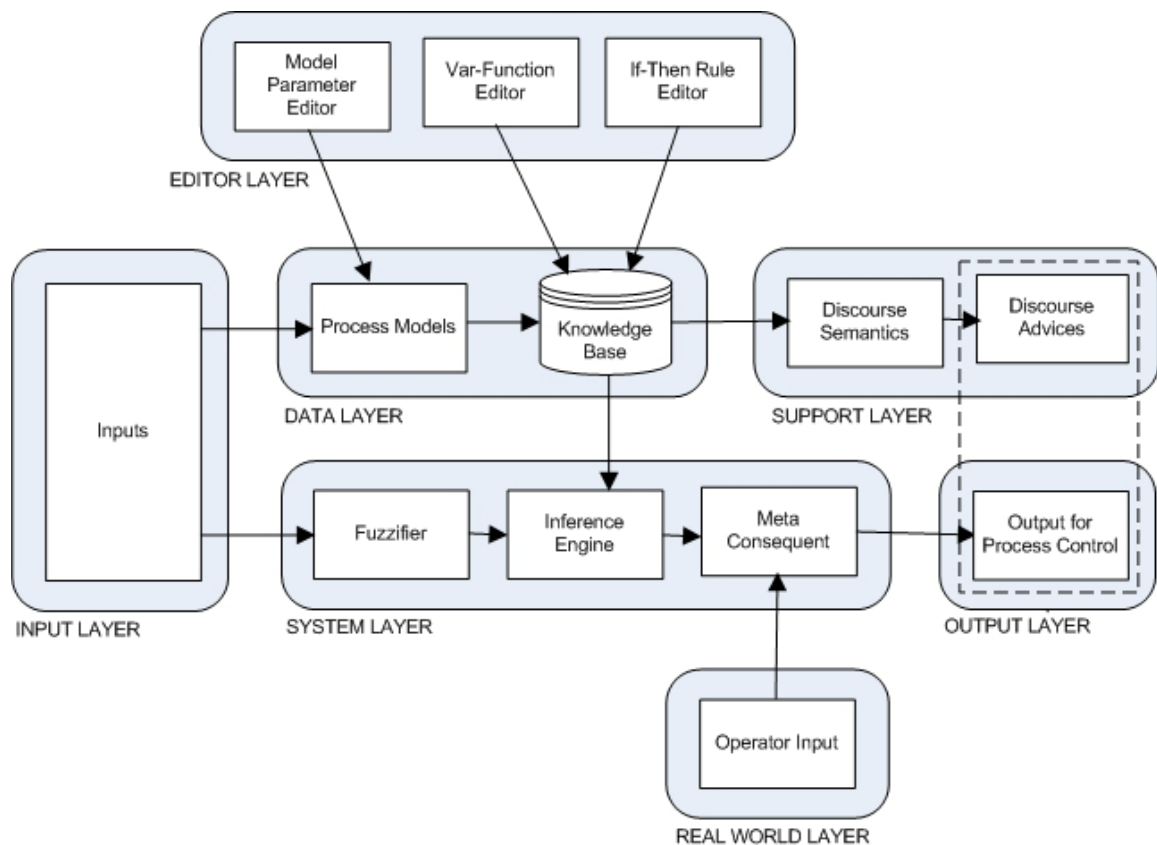 Model
Parameter
Editor
Var-Function
Editor
If-Then Rule
Editor
EDITOR LAYER
Inputs
INPUT LAYER
Process Models
Knowledge
Base
DATA LAYER
Discourse
Semantics
Discourse
Advices
SUPPORT LAYER
Fuzzifier
Inference
Engine
Meta
Consequent
SYSTEM LAYER
Output for
Process Control
OUTPUT LAYER
Operator Input
REAL WORLD LAYER